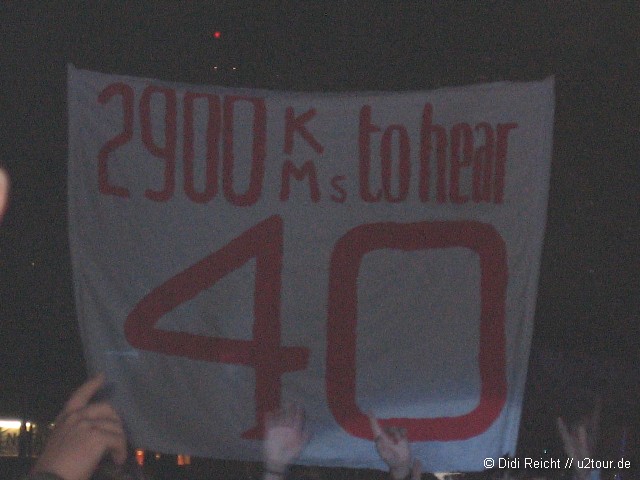 2900 KMs to hear
40
© Didi Reicht // u2tour.de